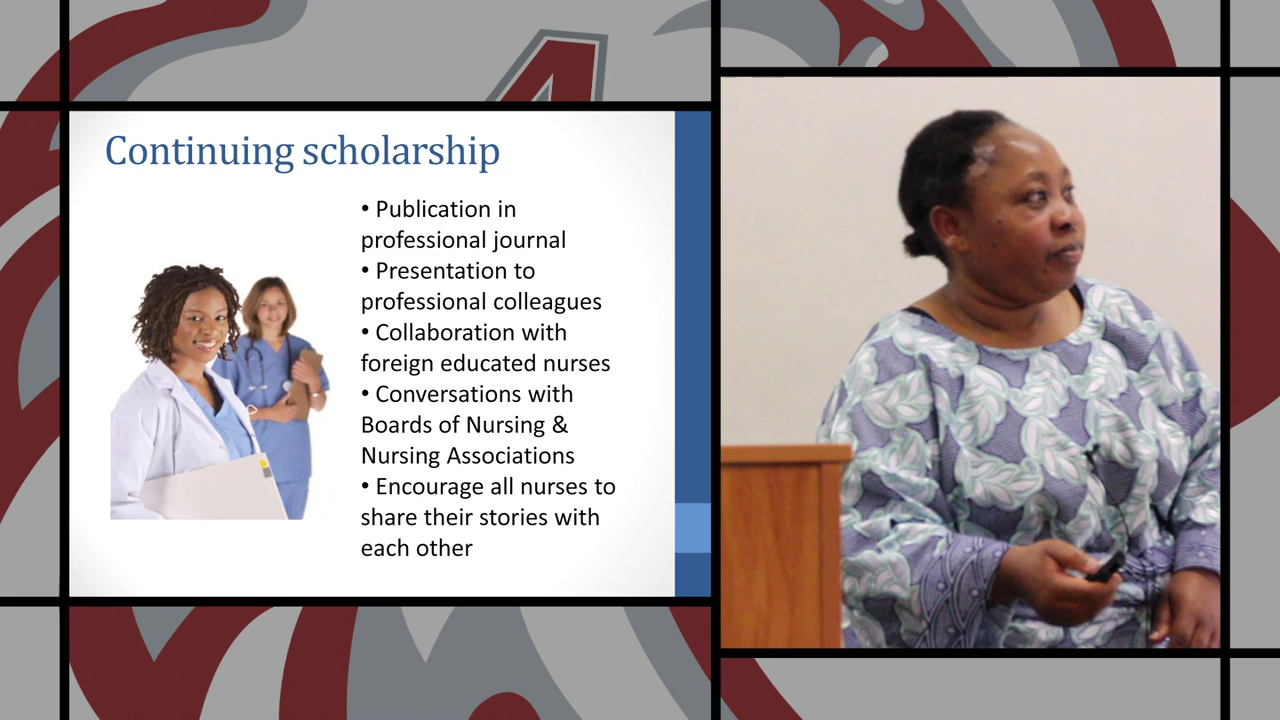 Continuing scholarship
• Publication in
professional journal
• Presentation to
professional colleagues
• Collaboration with
foreign educated nurses
• Conversations with
Boards of Nursing &
Nursing Associations
• Encourage all nurses to
share their stories with
each other